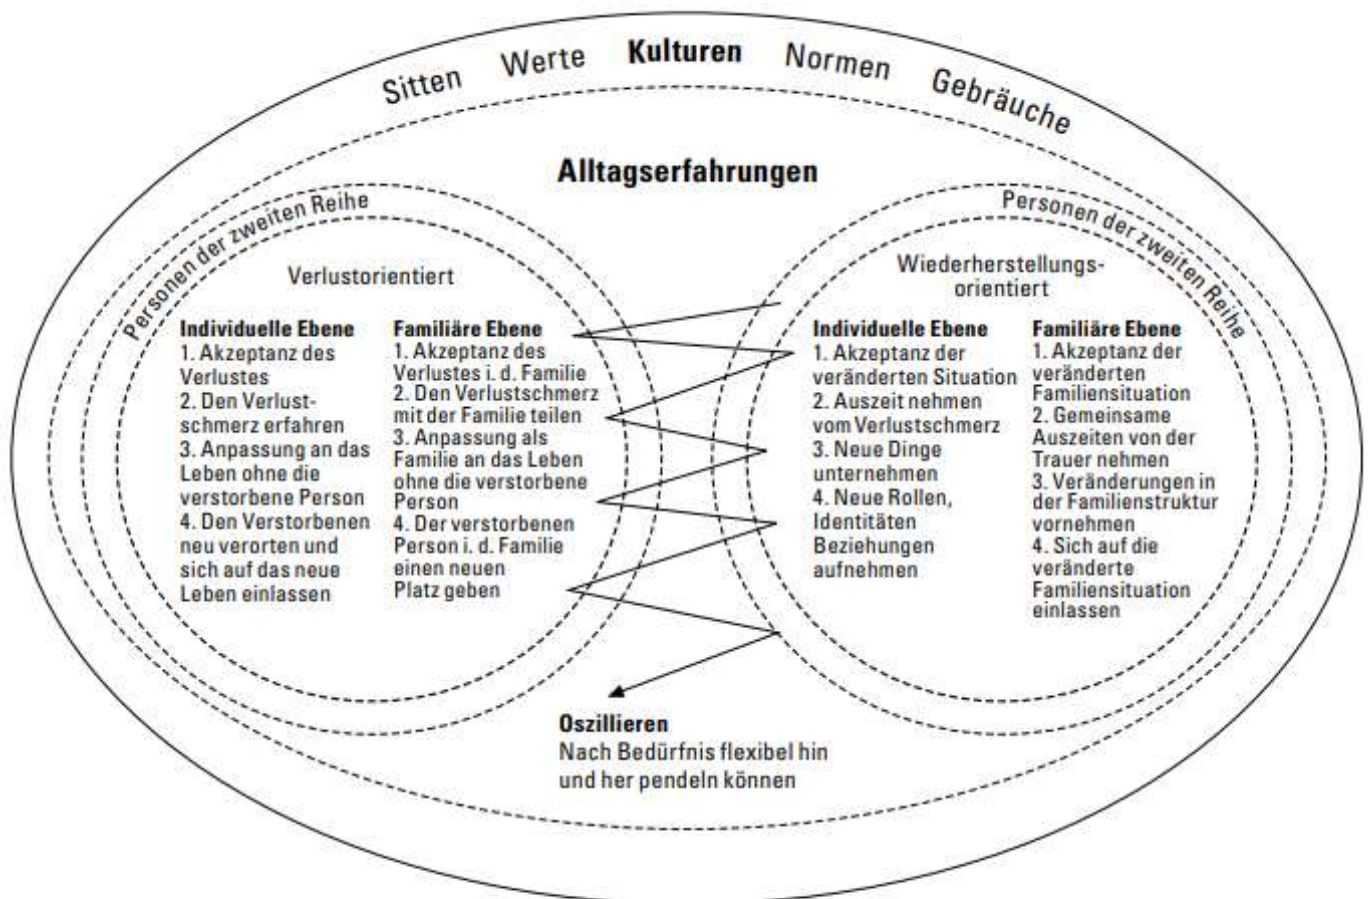 Sitten Werte Kulturen Normen Gebräuche
Alltagserfahrungen
Personen der zweiten Reihe
Verlustorientiert
Individuelle Ebene
1. Akzeptanz des
Verlustes
2. Den Verlust-
schmerz erfahren
3. Anpassung an das
Leben ohne die
verstorbene Person
4. Den Verstorbenen
neu verorten und
sich auf das neue
Leben einlassen
Familiäre Ebene
1. Akzeptanz des
Verlustes i. d. Familie
2. Den Verlustschmerz
mit der Familie teilen
3. Anpassung als
Familie an das Leben
ohne die verstorbene
Person
4. Der verstorbenen
Person i. d. Familie
einen neuen
Platz geben
Personen der zweiten Reihe
Wiederherstellungs-
orientiert
Individuelle Ebene
1. Akzeptanz der
veränderten Situation
2. Auszeit nehmen
vom Verlustschmerz
3. Neue Dinge
unternehmen
4. Neue Rollen,
Identitäten
Beziehungen
aufnehmen
Familiäre Ebene
1. Akzeptanz der
veränderten
Familiensituation
2. Gemeinsame
Auszeiten von der
Trauer nehmen
3. Veränderungen in
der Familienstruktur
vornehmen
4. Sich auf die
veränderte
Familiensituation
einlassen
Oszillieren
Nach Bedürfnis flexibel hin
und her pendeln können